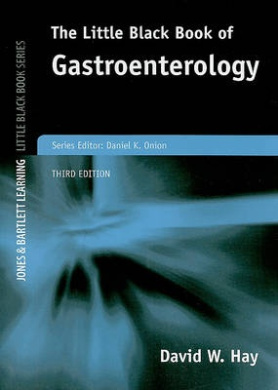 The Little Black Book of
Gastroenterology
Series Editor: Daniel K. Onion
THIRD EDITION
JONES & BARTLETT LEARNING LITTLE BLACK BOOK SERIES
David W. Hay